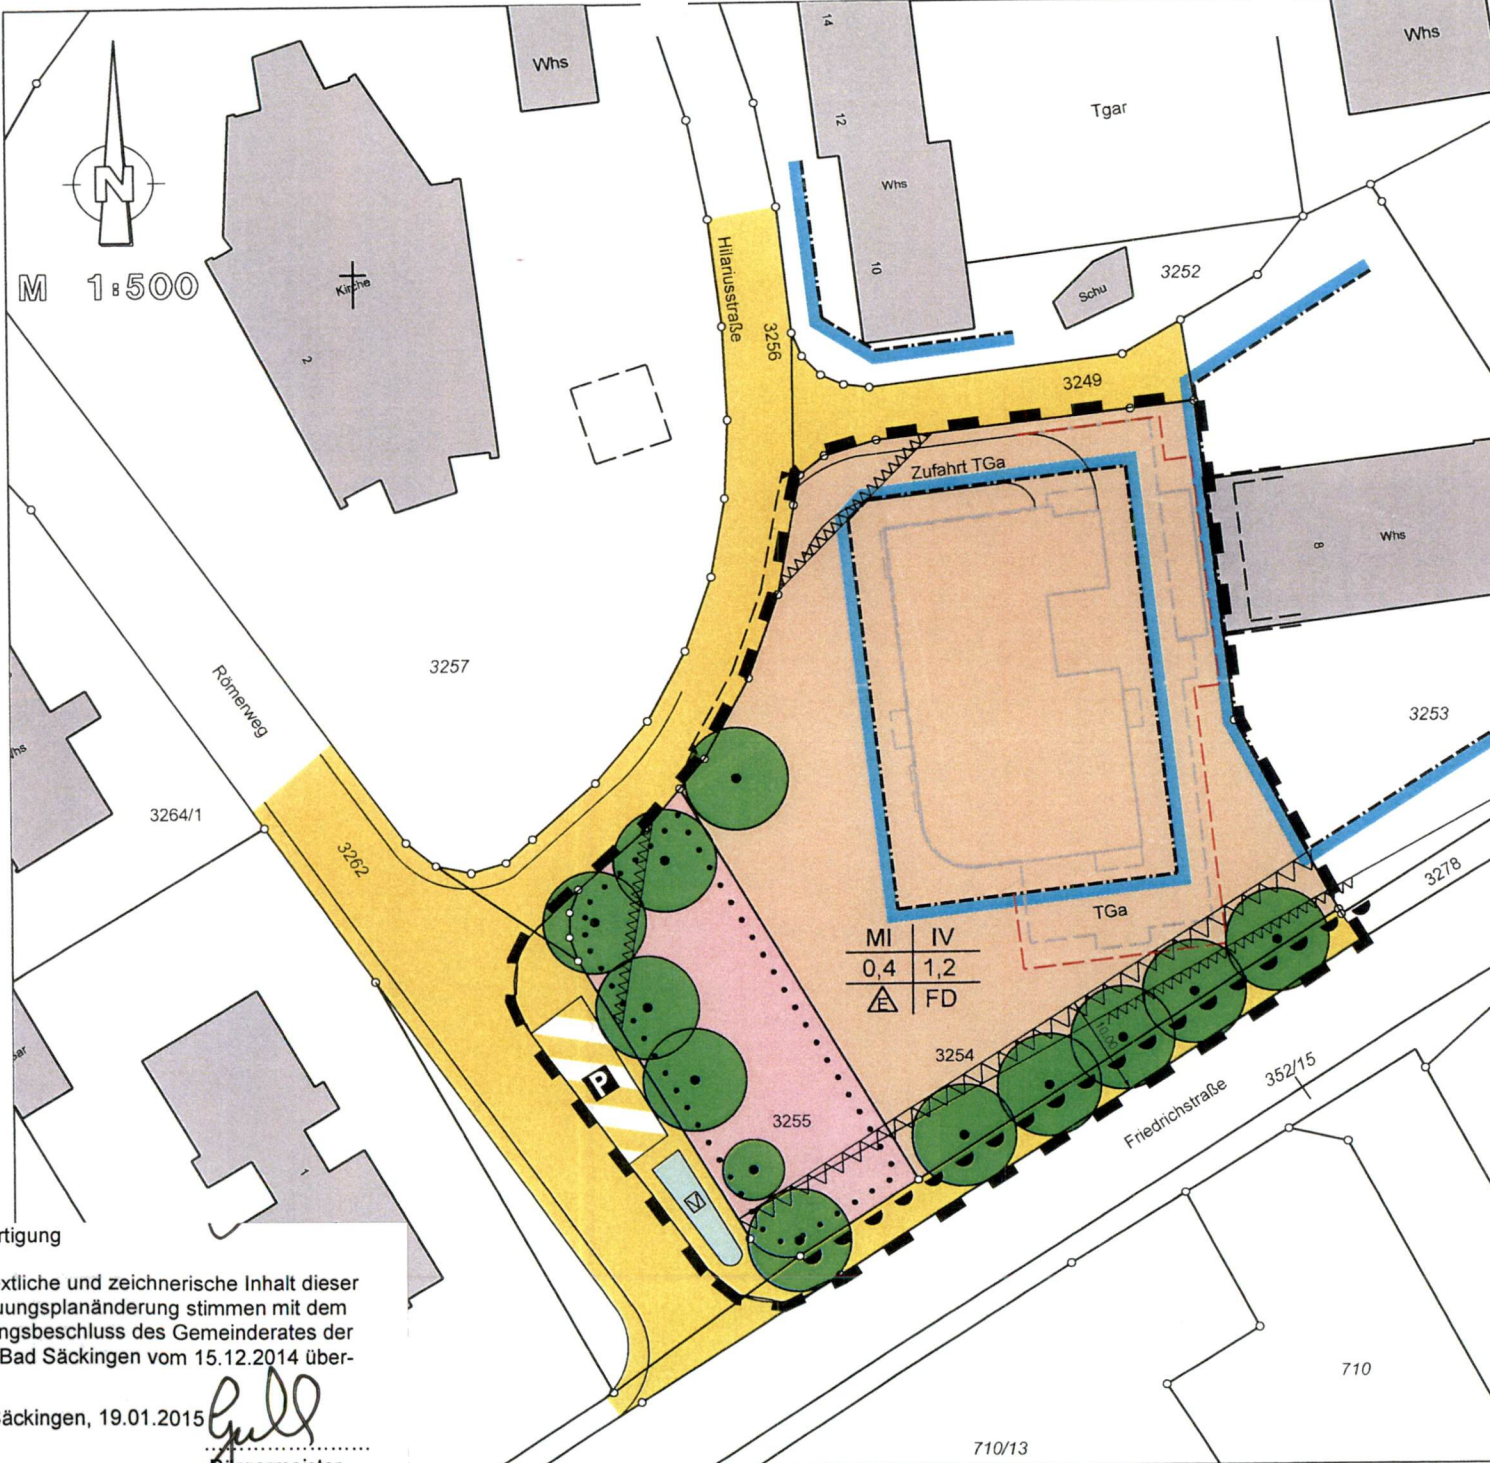 Whs
14
12
Whs
10
Tgar
Whs
N
M 1:500
Kirche
2
Hilariusstraße
3256
Schu
3252
3249
Zufahrt TGa
8
Whs
3257
Römerweg
3253
3264/1
3262
3278
TGa
MI IV
0,4 1,2
E FD
3254
10,00
P
3255
352/15
Friedrichstraße
V
1
710
710/13
rtigung
xtliche und zeichnerische Inhalt dieser
uungsplanänderung stimmen mit dem
ngsbeschluss des Gemeinderates der
Bad Säckingen vom 15.12.2014 über-
äckingen, 19.01.2015